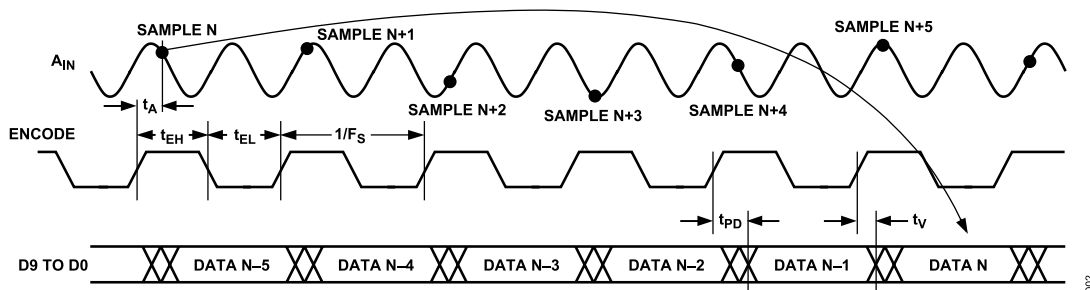 SAMPLE N
SAMPLE N+1
SAMPLE N+5
AIN
SAMPLE N+2
SAMPLE N+3
SAMPLE N+4
tA
ENCODE
tEH
tEL
1/FS
tPD
tV
D9 TO D0
DATA N–5
DATA N–4
DATA N–3
DATA N–2
DATA N–1
DATA N